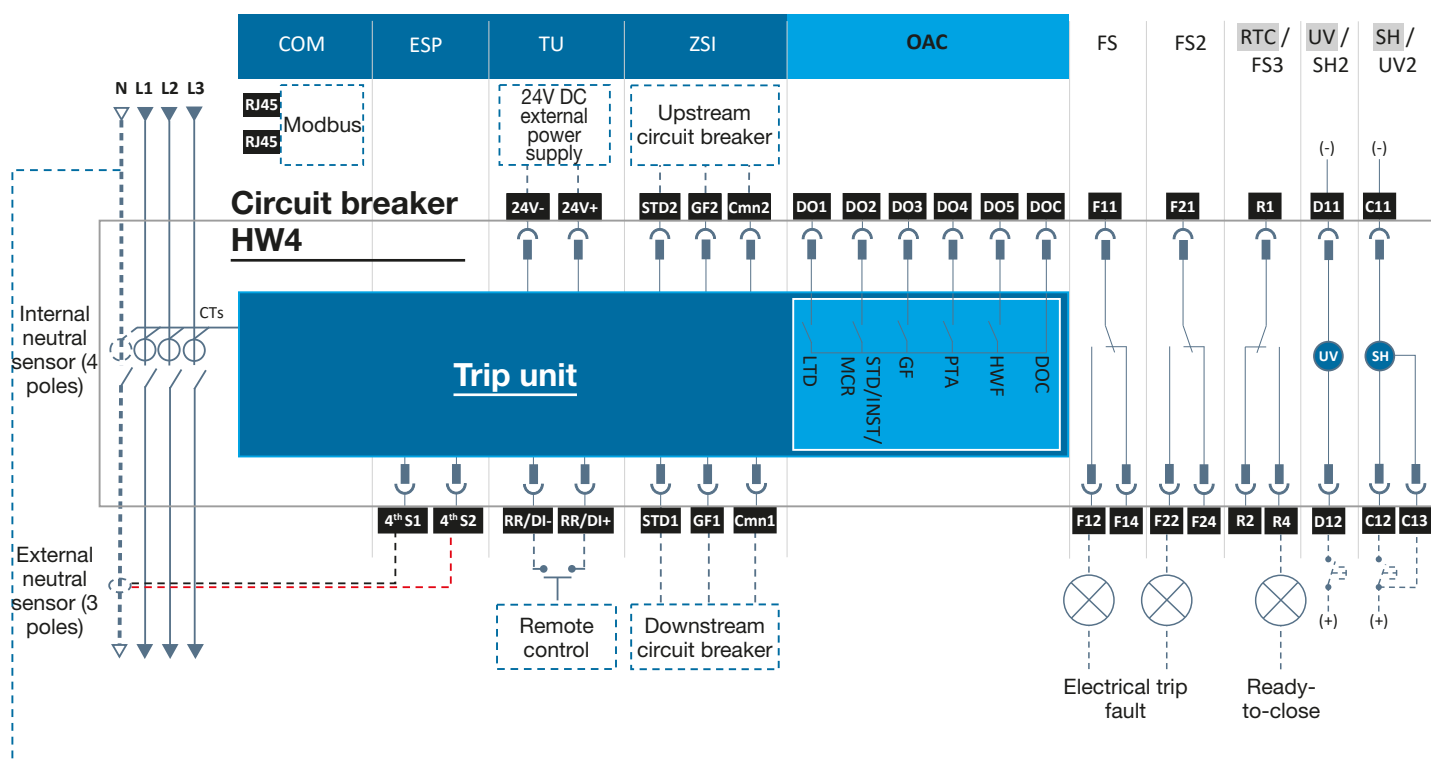 COM
ESP
TU
ZSI
OAC
FS
FS2
RTC /
FS3
UV /
SH2
SH /
UV2
N L1 L2 L3
RJ45
RJ45
Modbus
24V DC
external
power
supply
Upstream
circuit breaker
(-)
(-)
Circuit breaker
HW4
24V-
24V+
STD2
GF2
Cmn2
DO1
DO2
DO3
DO4
DO5
DOC
F11
F21
R1
D11
C11
Internal
neutral
sensor (4
poles)
CTs
Trip unit
LTD
STD/INST/
MCR
GF
PTA
HWF
DOC
UV
SH
4th S1
4th S2
RR/DI-
RR/DI+
STD1
GF1
Cmn1
F12
F14
F22
F24
R2
R4
D12
C12
C13
External
neutral
sensor (3
poles)
Remote
control
Downstream
circuit breaker
(+)
(+)
Electrical trip
fault
Ready-
to-close